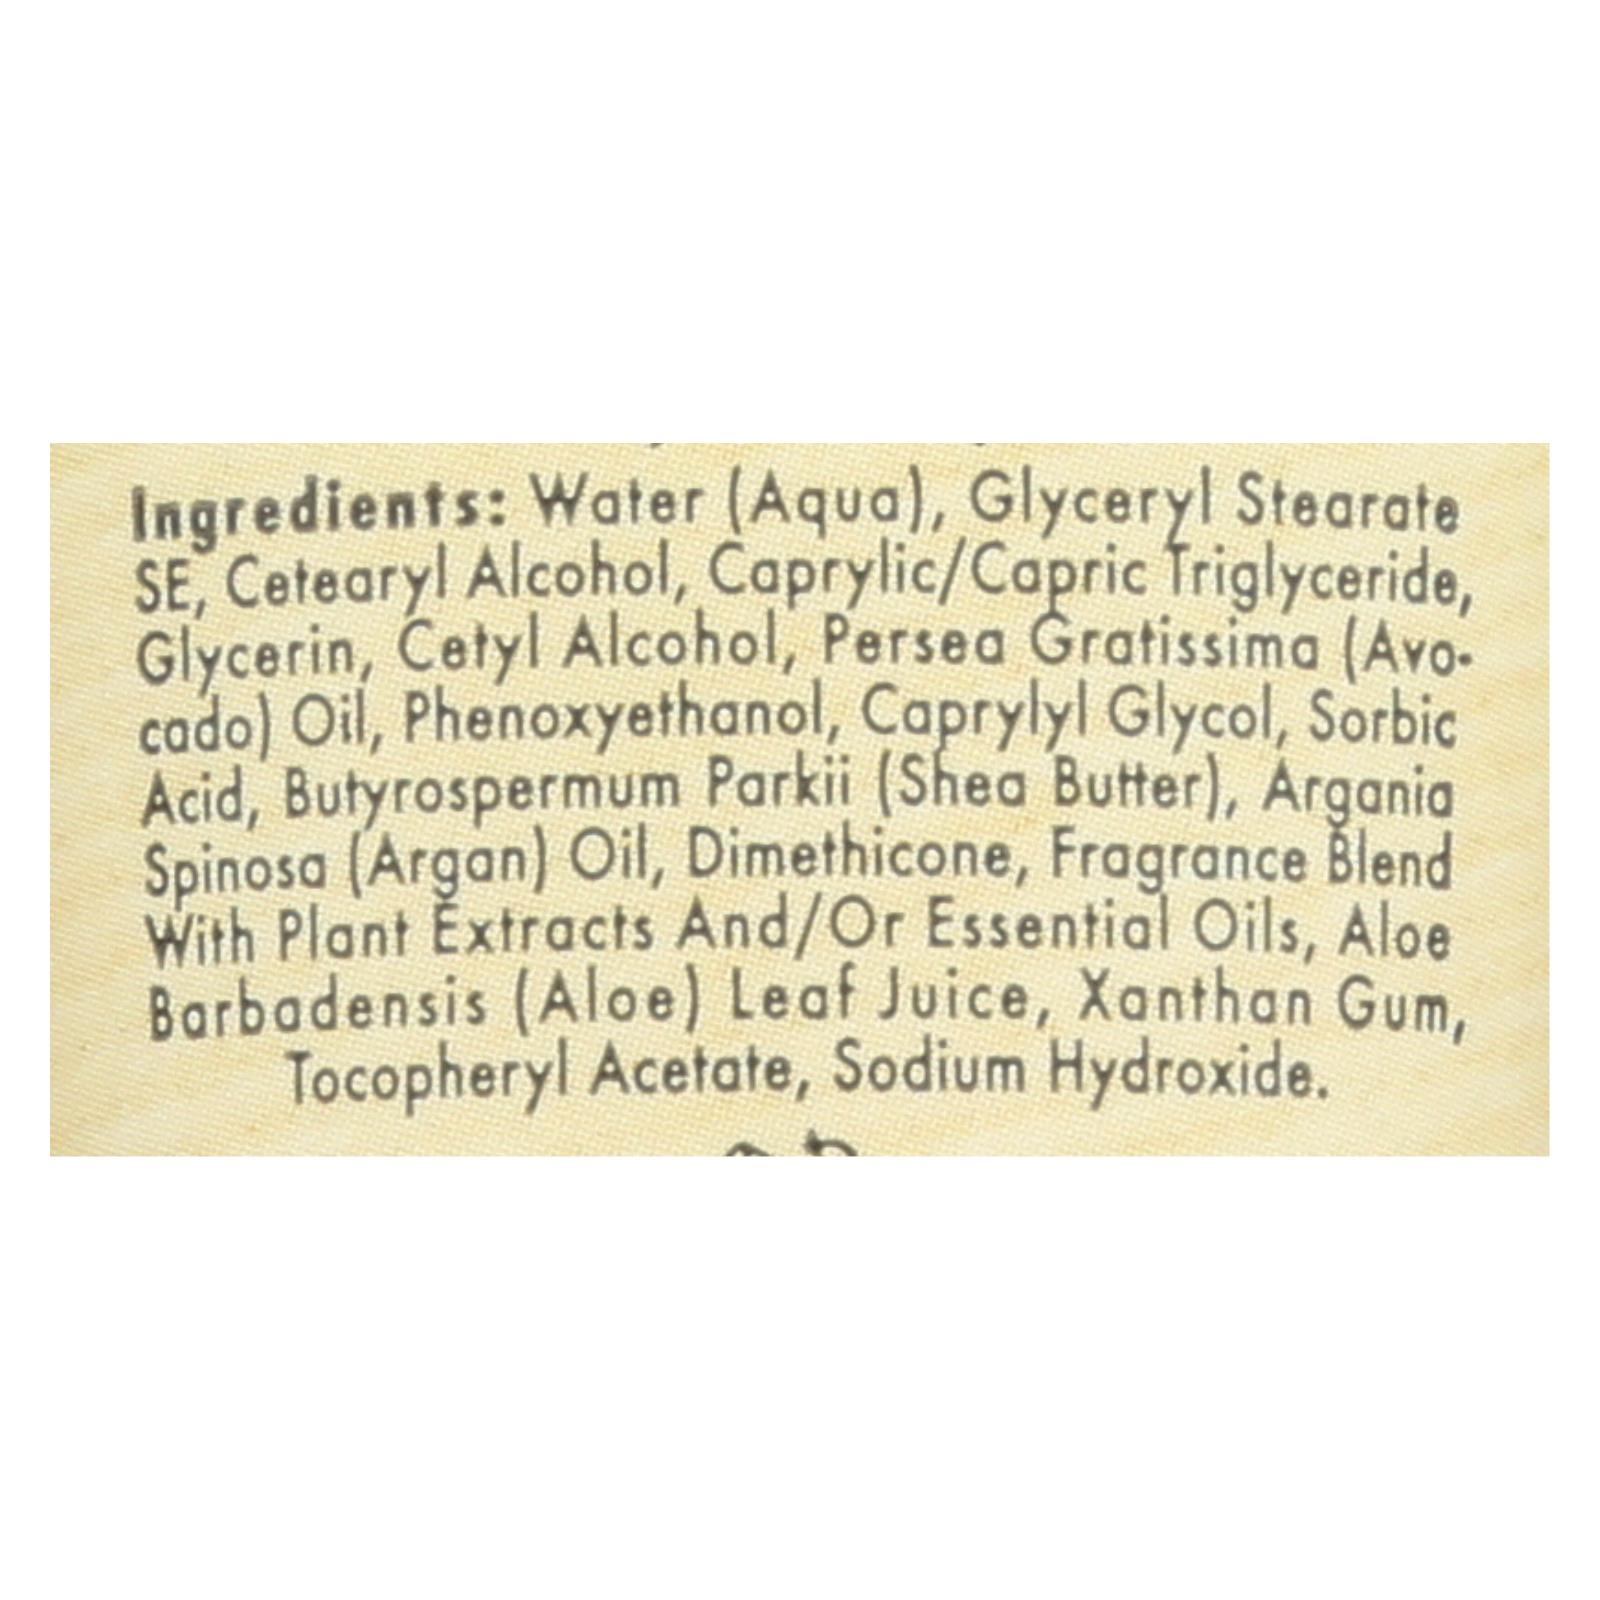 Ingredients: Water (Aqua), Glyceryl Stearate
SE, Cetearyl Alcohol, Caprylic/Capric Triglyceride,
Glycerin, Cetyl Alcohol, Persea Gratissima (Avo-
cado) Oil, Phenoxyethanol, Caprylyl Glycol, Sorbic
Acid, Butyrospermum Parkii (Shea Butter), Argania
Spinosa (Argan) Oil, Dimethicone, Fragrance Blend
With Plant Extracts And/Or Essential Oils, Aloe
Barbadensis (Aloe) Leaf Juice, Xanthan Gum,
Tocopheryl Acetate, Sodium Hydroxide.